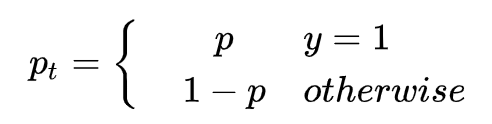 p_t = { p y = 1
1 − p otherwise